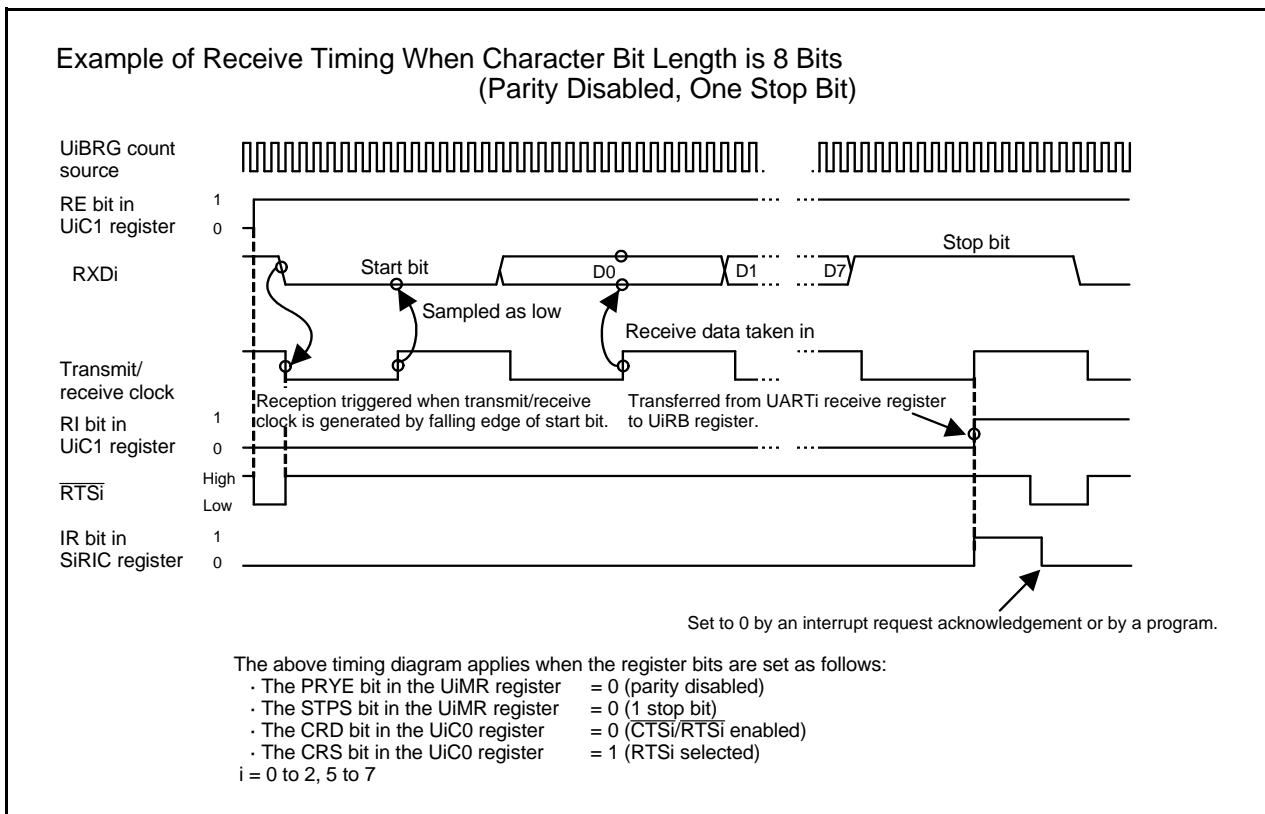 Example of Receive Timing When Character Bit Length is 8 Bits
(Parity Disabled, One Stop Bit)
UiBRG count
source
RE bit in
UiC1 register
1
0
RXDi
Start bit
D0
D1
D7
Stop bit
Sampled as low
Receive data taken in
Transmit/
receive clock
Reception triggered when transmit/receive
clock is generated by falling edge of start bit.
Transferred from UARTi receive register
to UiRB register.
RI bit in
UiC1 register
1
0
RTSi
High
Low
IR bit in
SiRIC register
1
0
Set to 0 by an interrupt request acknowledgement or by a program.
The above timing diagram applies when the register bits are set as follows:
· The PRYE bit in the UiMR register = 0 (parity disabled)
· The STPS bit in the UiMR register = 0 (1 stop bit)
· The CRD bit in the UiC0 register = 0 (CTSi/RTSi enabled)
· The CRS bit in the UiC0 register = 1 (RTSi selected)
i = 0 to 2, 5 to 7